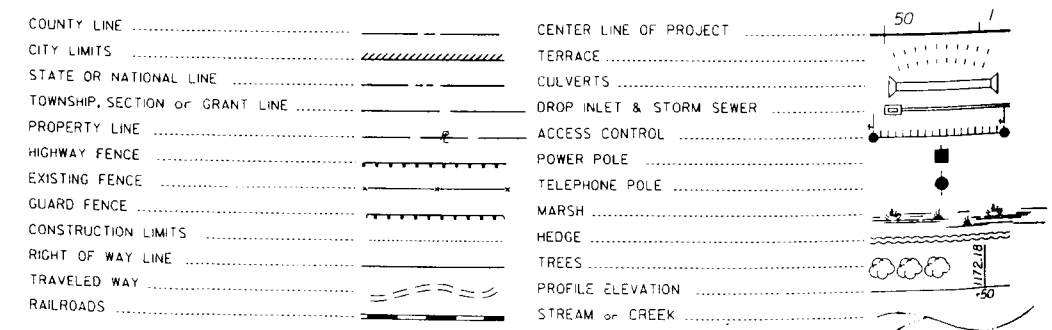 COUNTY LINE
CITY LIMITS
STATE OR NATIONAL LINE
TOWNSHIP, SECTION or GRANT LINE
PROPERTY LINE
PL
HIGHWAY FENCE
EXISTING FENCE
GUARD FENCE
CONSTRUCTION LIMITS
RIGHT OF WAY LINE
TRAVELED WAY
RAILROADS
CENTER LINE OF PROJECT
50 1
TERRACE
CULVERTS
DROP INLET & STORM SEWER
ACCESS CONTROL
POWER POLE
TELEPHONE POLE
MARSH
HEDGE
TREES
PROFILE ELEVATION
1172.18
+50
STREAM or CREEK